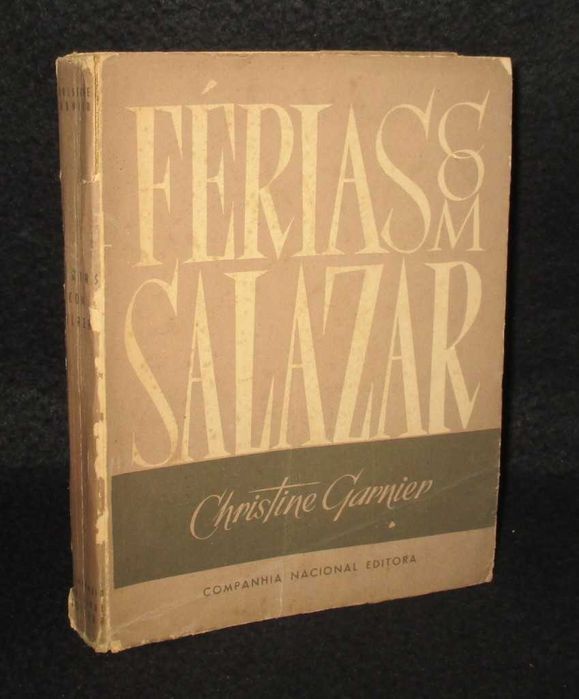 FÉRIAS COM
SALAZAR
Christine Garnier
COMPANHIA NACIONAL EDITORA